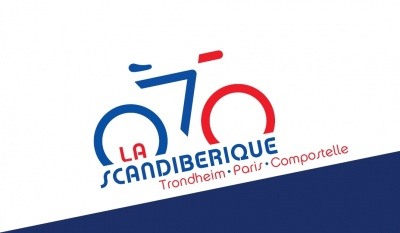 LA
SCANDIBERIQUE
Trondheim • Paris • Compostelle